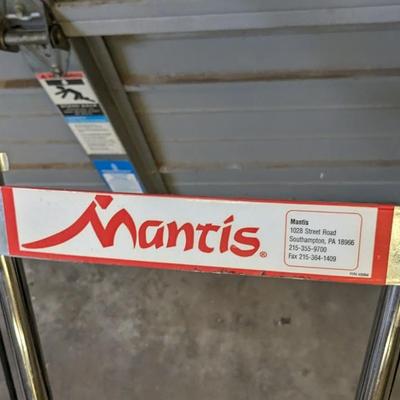 Mantis®
Mantis
1028 Street Road
Southampton, PA 18966
215-355-9700
Fax 215-364-1409